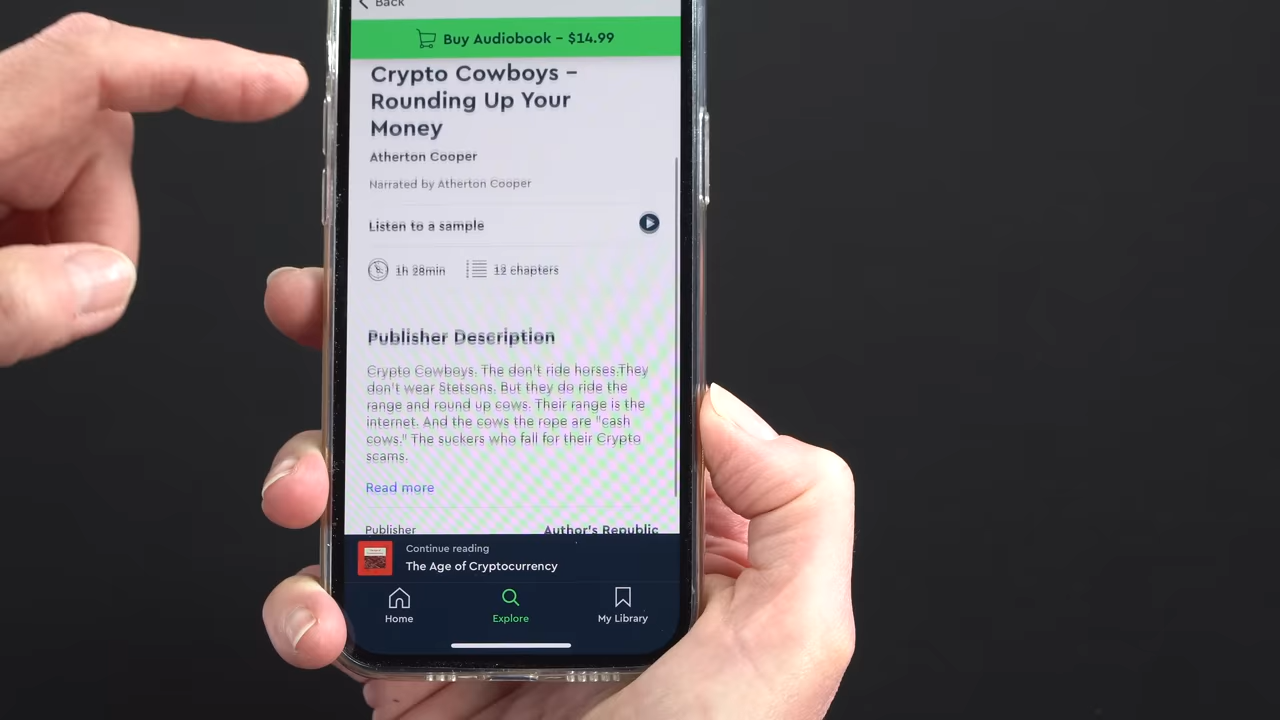 Back
Buy Audiobook – $14.99
Crypto Cowboys –
Rounding Up Your
Money
Atherton Cooper
Narrated by Atherton Cooper
Listen to a sample
1h 28min
12 chapters
Publisher Description
Crypto Cowboys. The don't ride horses.They
don't wear Stetsons. But they do ride the
range and round up cows. Their range is the
internet. And the cows the rope are "cash
cows." The suckers who fall for their Crypto
scams.
Read more
Publisher Author's Republic
Continue reading
The Age of Cryptocurrency
Home Explore My Library